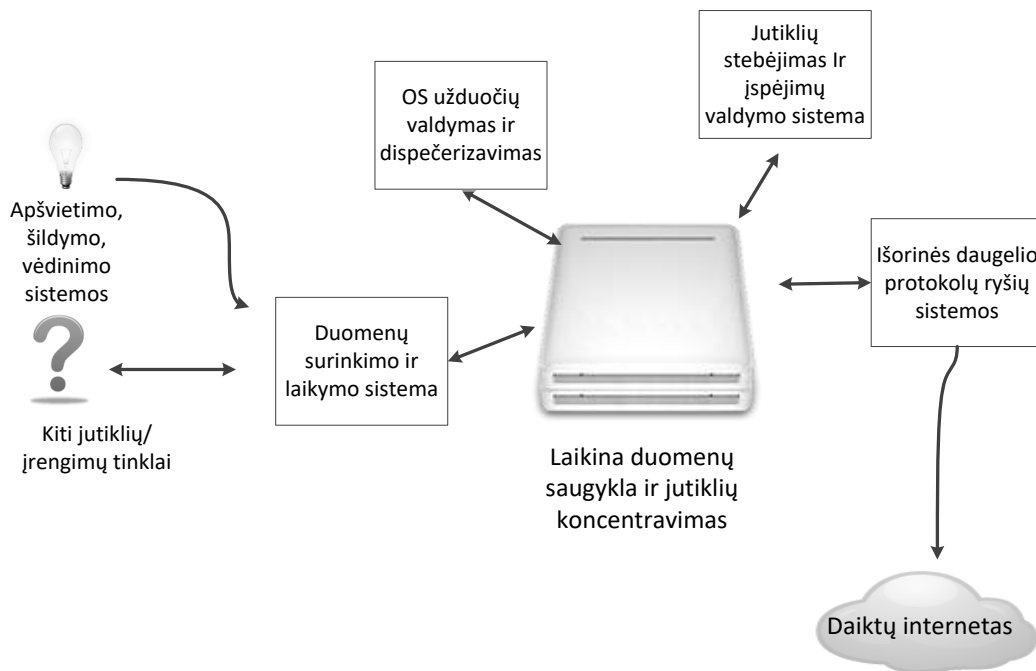 Jutiklių
stebėjimas Ir
įspėjimų
valdymo sistema
OS užduočių
valdymas ir
dispečerizavimas
Apšvietimo,
šildymo,
vėdinimo
sistemos
Išorinės daugelio
protokolų ryšių
sistemos
Duomenų
surinkimo ir
laikymo sistema
Kiti jutiklių/
įrengimų tinklai
Laikina duomenų
saugykla ir jutiklių
koncentravimas
Daiktų internetas